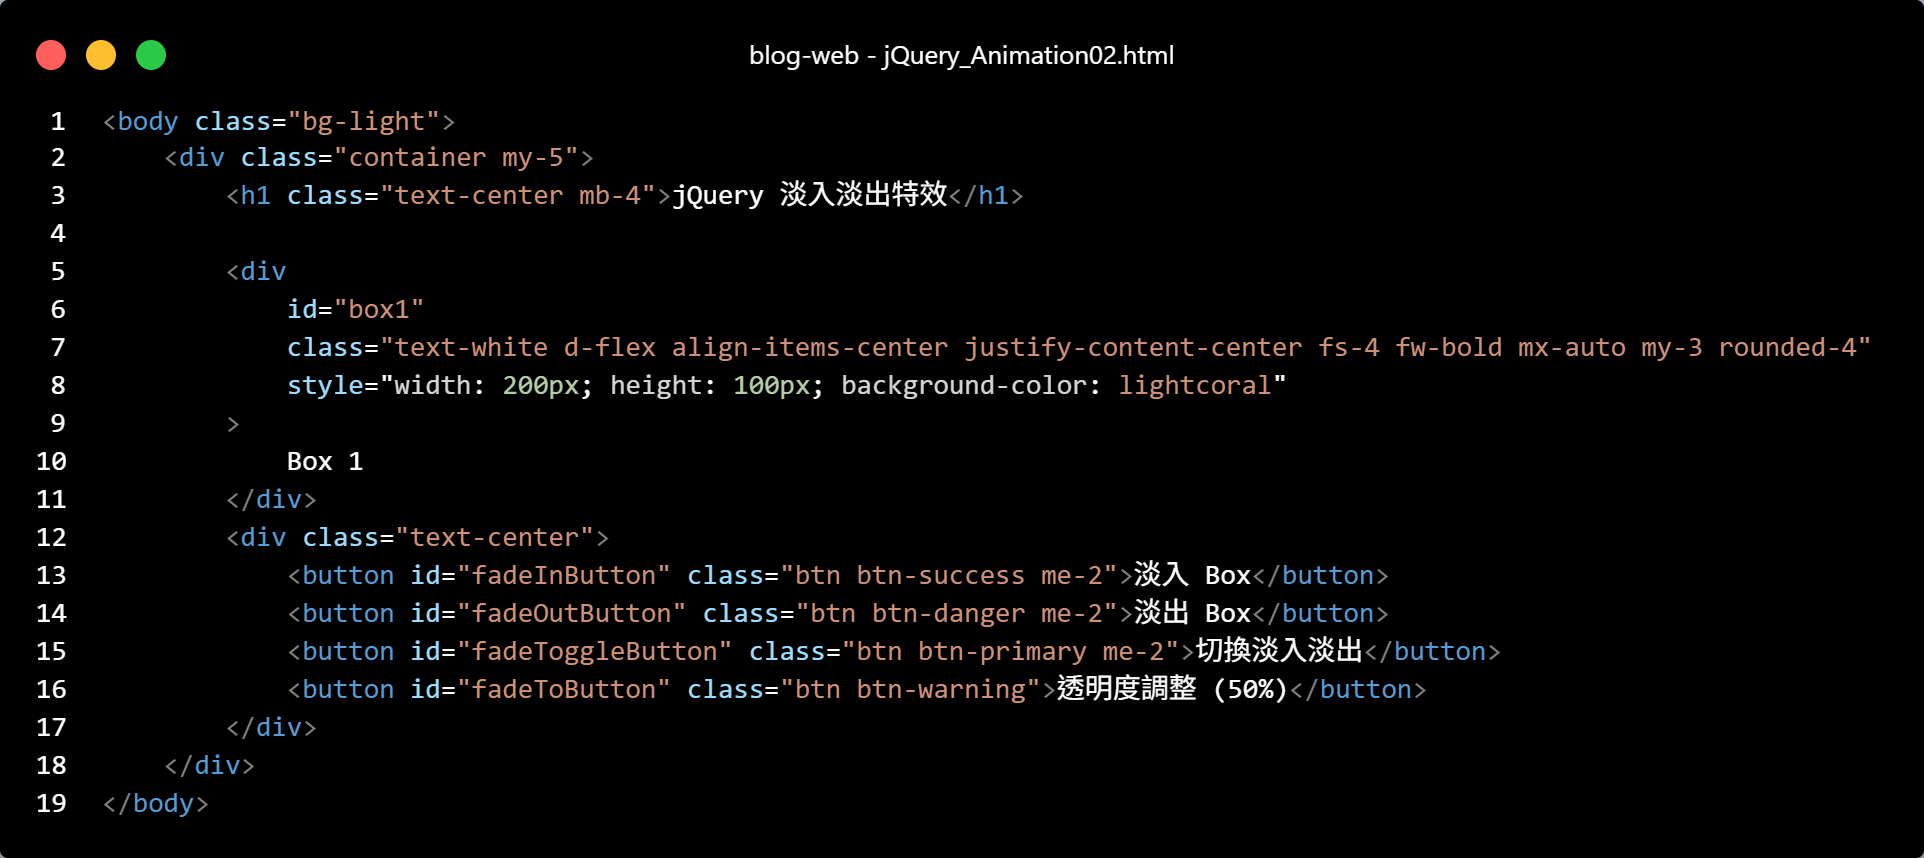 blog-web - jQuery_Animation02.html
1 <body class="bg-light">
2     <div class="container my-5">
3         <h1 class="text-center mb-4">jQuery 淡入淡出特效</h1>
4
5         <div
6             id="box1"
7             class="text-white d-flex align-items-center justify-content-center fs-4 fw-bold mx-auto my-3 rounded-4"
8             style="width: 200px; height: 100px; background-color: lightcoral"
9         >
10             Box 1
11         </div>
12         <div class="text-center">
13             <button id="fadeInButton" class="btn btn-success me-2">淡入 Box</button>
14             <button id="fadeOutButton" class="btn btn-danger me-2">淡出 Box</button>
15             <button id="fadeToggleButton" class="btn btn-primary me-2">切換淡入淡出</button>
16             <button id="fadeToButton" class="btn btn-warning">透明度調整 (50%)</button>
17         </div>
18     </div>
19 </body>